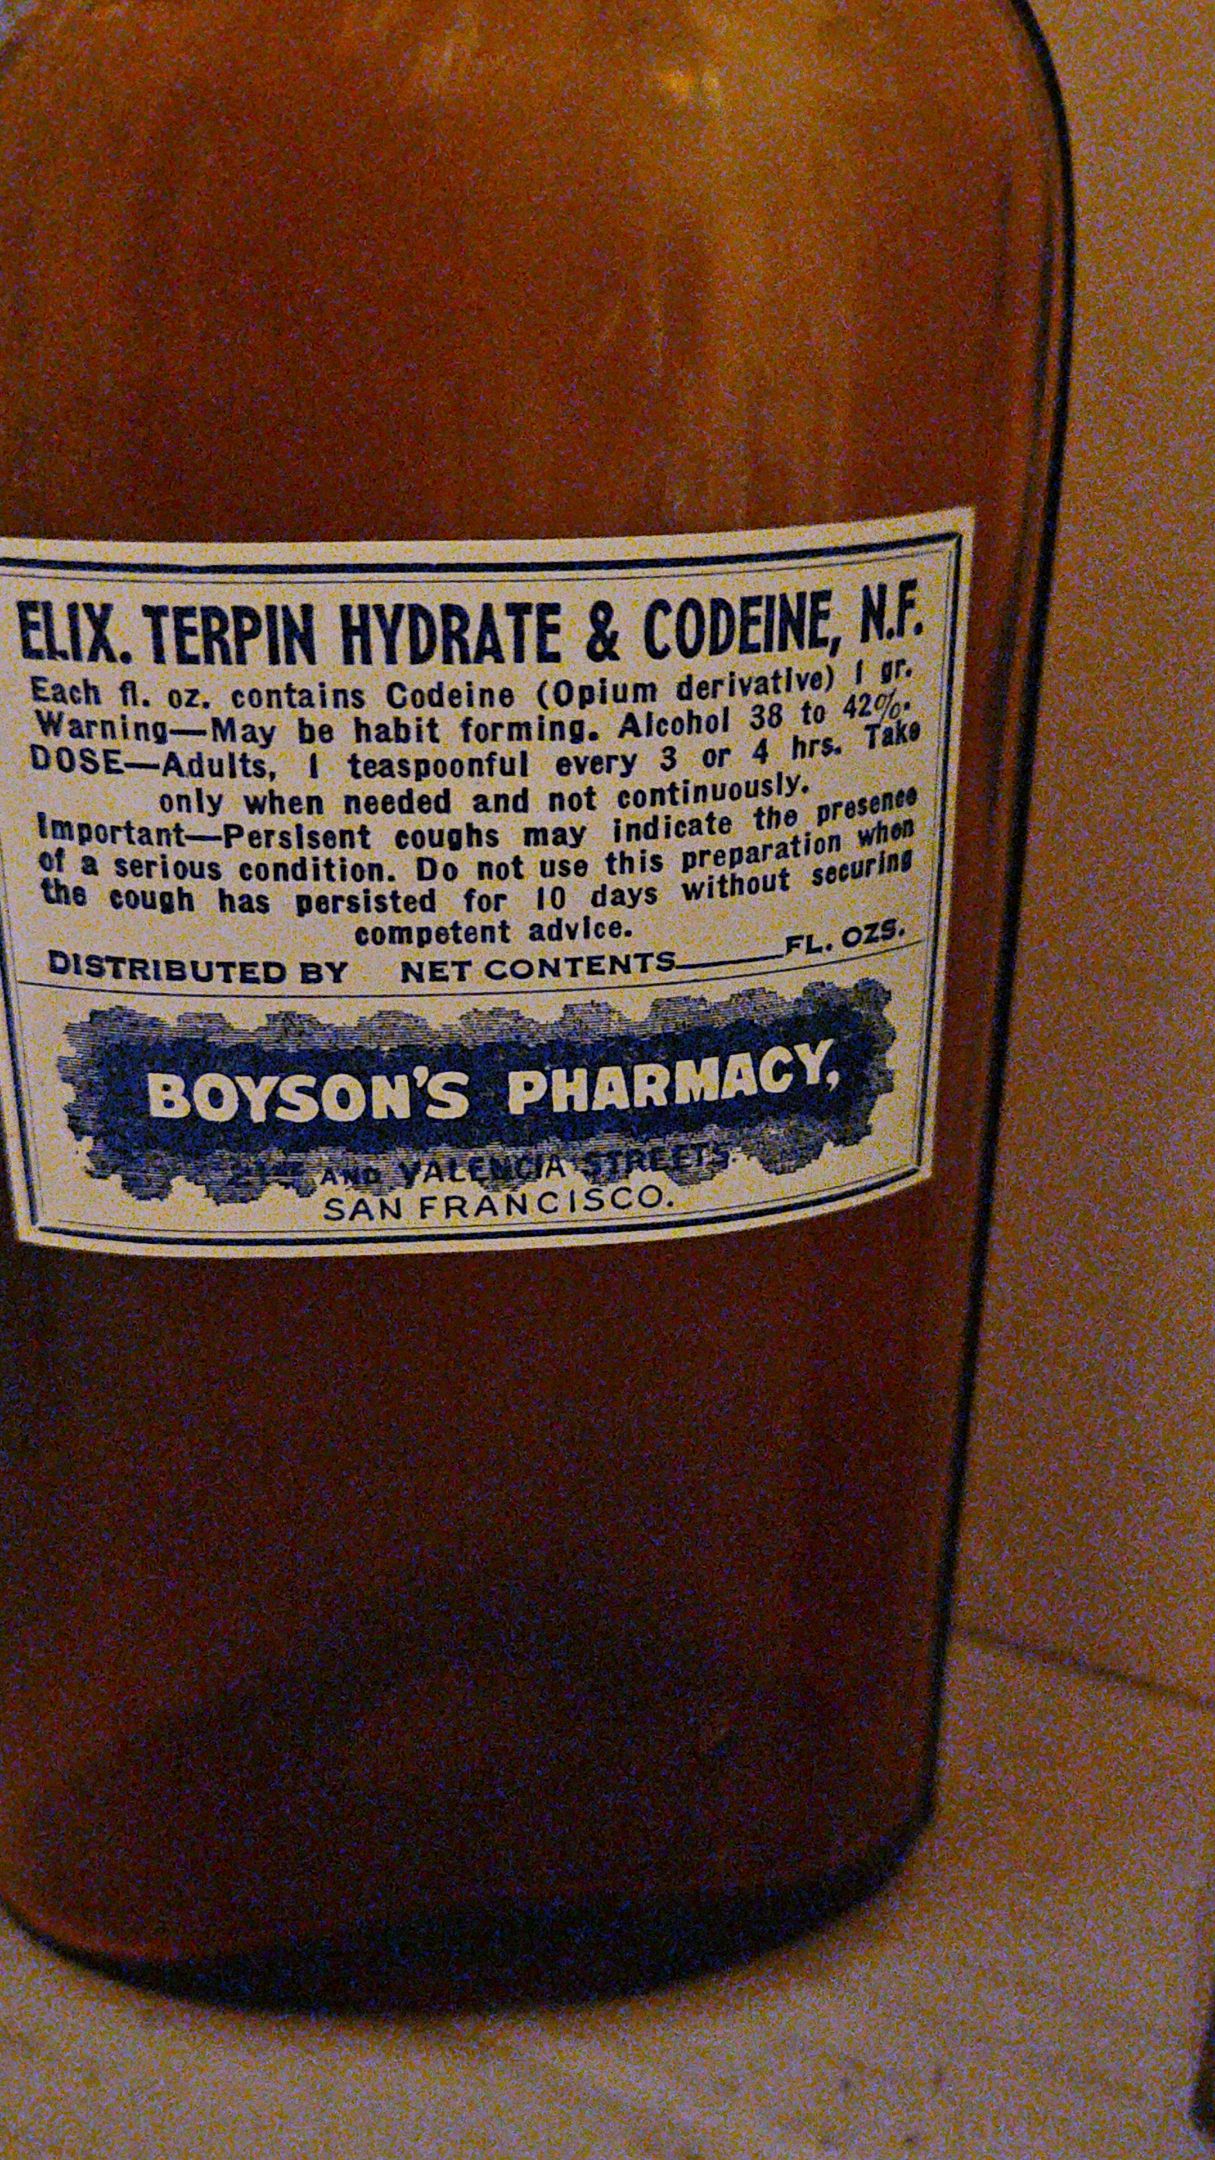 ELIX. TERPIN HYDRATE & CODEINE, N.F.
Each fl. oz. contains Codeine (Opium derivative) 1 gr.
Warning—May be habit forming. Alcohol 38 to 42%.
DOSE—Adults, 1 teaspoonful every 3 or 4 hrs. Take
only when needed and not continuously.
Important—Persisent coughs may indicate the presence
of a serious condition. Do not use this preparation when
the cough has persisted for 10 days without securing
competent advice.
DISTRIBUTED BY NET CONTENTS______FL. OZS.
BOYSON'S PHARMACY,
AND VALENCIA STREETS.
SAN FRANCISCO.